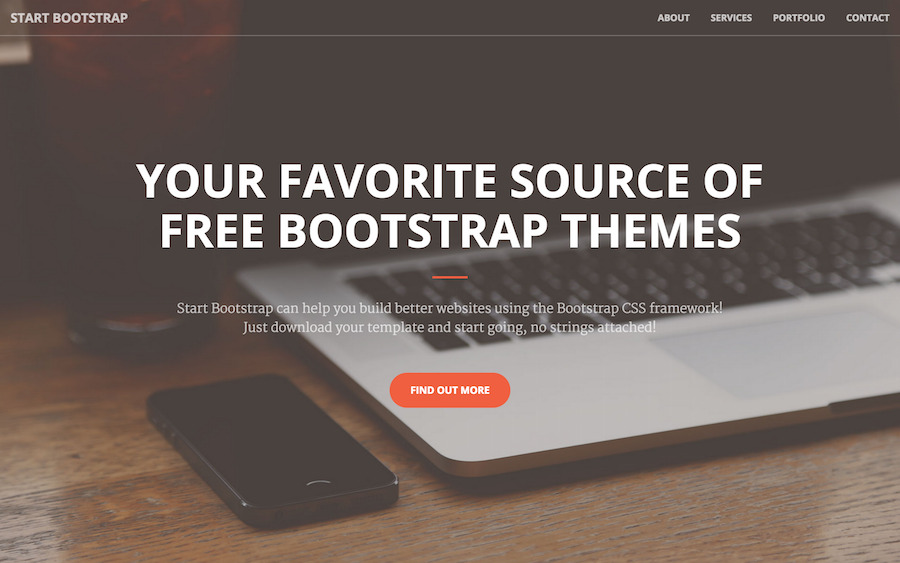 START BOOTSTRAP
ABOUT
SERVICES
PORTFOLIO
CONTACT
YOUR FAVORITE SOURCE OF
FREE BOOTSTRAP THEMES
Start Bootstrap can help you build better websites using the Bootstrap CSS framework!
Just download your template and start going, no strings attached!
FIND OUT MORE